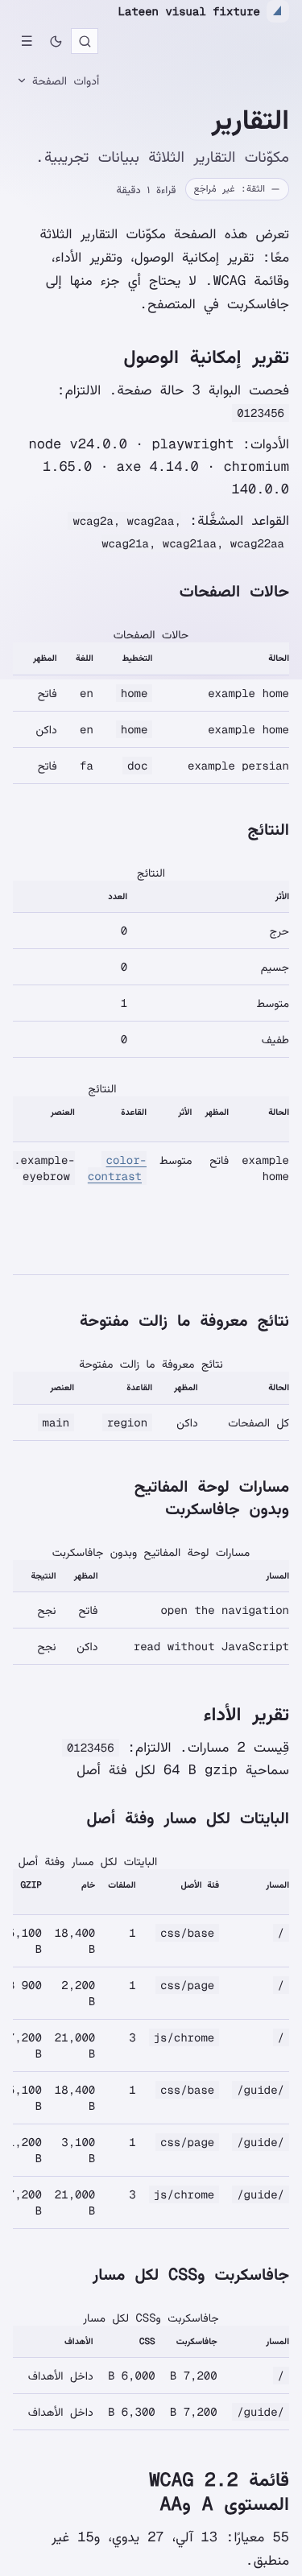 Lateen visual fixture
أدوات الصفحة
التقارير
مكوّنات التقارير الثلاثة ببيانات تجريبية.
— الثقة: غير مُراجَع
قراءة ١ دقيقة
تعرض هذه الصفحة مكوّنات التقارير الثلاثة
معًا: تقرير إمكانية الوصول، وتقرير الأداء،
وقائمة WCAG. لا يحتاج أي جزء منها إلى
جافاسكربت في المتصفح.
تقرير إمكانية الوصول
فحصت البوابة 3 حالة صفحة. الالتزام:
0123456
الأدوات: node v24.0.0 · playwright
1.65.0 · axe 4.14.0 · chromium
140.0.0
القواعد المشغَّلة: wcag2a, wcag2aa,
wcag21a, wcag21aa, wcag22aa
حالات الصفحات
حالات الصفحات
الحالة التخطيط اللغة المظهر
example home home en فاتح
example home home en داكن
example persian doc fa فاتح
النتائج
النتائج
الأثر العدد
حرج 0
جسيم 0
متوسط 1
طفيف 0
النتائج
الحالة المظهر الأثر القاعدة العنصر
example فاتح متوسط color- .example-
home contrast eyebrow
نتائج معروفة ما زالت مفتوحة
نتائج معروفة ما زالت مفتوحة
الحالة المظهر القاعدة العنصر
كل الصفحات داكن region main
مسارات لوحة المفاتيح
وبدون جافاسكربت
مسارات لوحة المفاتيح وبدون جافاسكربت
المسار المظهر النتيجة
open the navigation فاتح نجح
read without JavaScript داكن نجح
تقرير الأداء
قِيست 2 مسارات. الالتزام: 0123456
سماحية 64 B gzip لكل فئة أصل
البايتات لكل مسار وفئة أصل
البايتات لكل مسار وفئة أصل
المسار فئة الأصل الملفات خام GZIP
/ css/base 1 18,400 ,100
B B
/ css/page 1 2,200 900
B
/ js/chrome 3 21,000 ,200
B B
/guide/ css/base 1 18,400 ,100
B B
/guide/ css/page 1 3,100 ,200
B B
/guide/ js/chrome 3 21,000 ,200
B B
جافاسكربت وCSS لكل مسار
جافاسكربت وCSS لكل مسار
المسار جافاسكربت CSS الأهداف
/ 7,200 B 6,000 B داخل الأهداف
/guide/ 7,200 B 6,300 B داخل الأهداف
قائمة WCAG 2.2
المستوى A وAA
55 معيارًا: 13 آلي، 27 يدوي، و15 غير
منطبق.